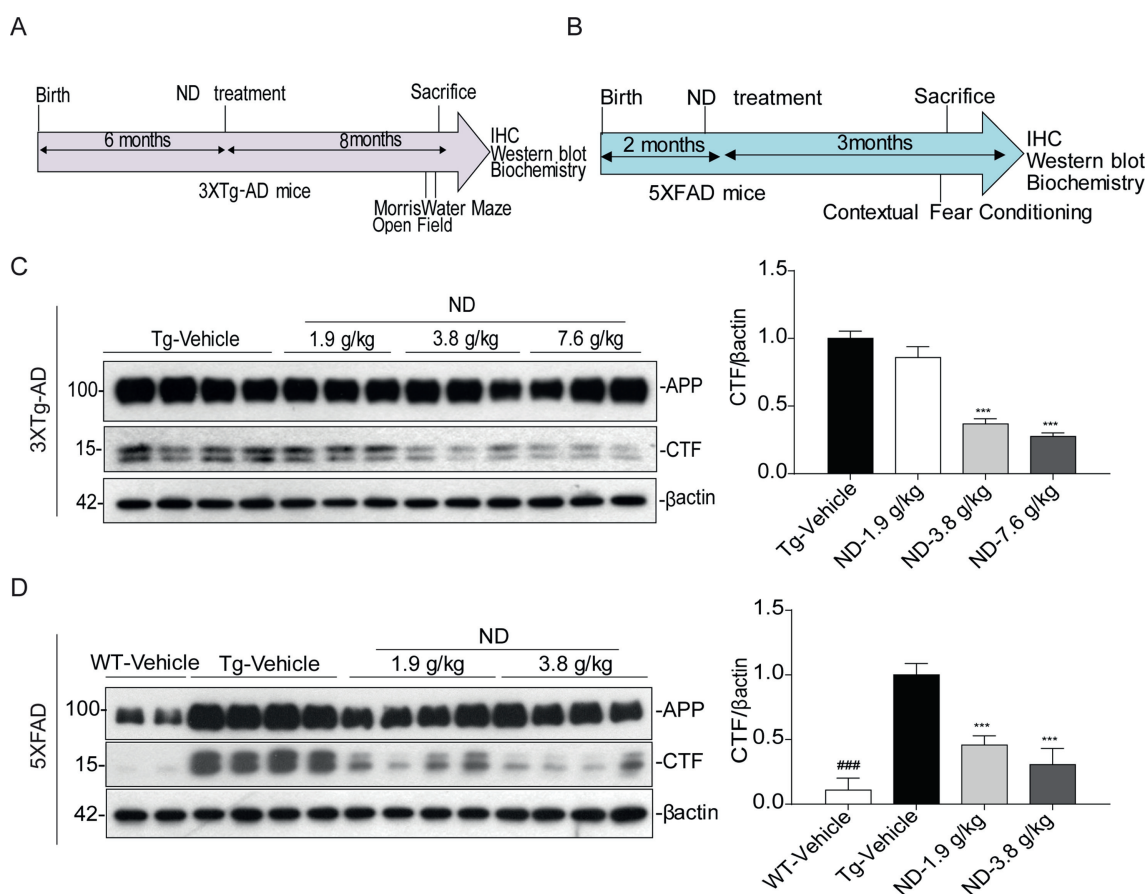 A
Birth
ND treatment
Sacrifice
6 months
8months
IHC
Western blot
Biochemistry
3XTg-AD mice
MorrisWater Maze
Open Field
B
Birth
ND treatment
Sacrifice
2 months
3months
IHC
Western blot
Biochemistry
5XFAD mice
Contextual Fear Conditioning
C
3XTg-AD
ND
Tg-Vehicle
1.9 g/kg
3.8 g/kg
7.6 g/kg
100-
-APP
15-
-CTF
42-
-βactin
CTF/βactin
1.5
1.0
0.5
0.0
***
***
Tg-Vehicle
ND-1.9 g/kg
ND-3.8 g/kg
ND-7.6 g/kg
D
5XFAD
ND
WT-Vehicle
Tg-Vehicle
1.9 g/kg
3.8 g/kg
100-
-APP
15-
-CTF
42-
-βactin
CTF/βactin
1.5
1.0
0.5
0.0
###
***
***
WT-Vehicle
Tg-Vehicle
ND-1.9 g/kg
ND-3.8 g/kg